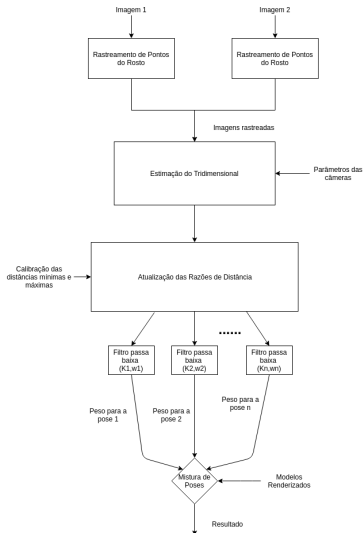 Imagem 1
Imagem 2
Rastreamento de Pontos
do Rosto
Rastreamento de Pontos
do Rosto
Imagens rastreadas
Estimação do Tridimensional
Parâmetros das
câmeras
Calibração das
distâncias mínimas e
máximas
Atualização das Razões de Distância
......
Filtro passa
baixa
(K1,w1)
Filtro passa
baixa
(K2,w2)
Filtro passa
baixa
(Kn,wn)
Peso para a
pose 1
Peso para a
pose 2
Peso para a
pose n
Mistura de
Poses
Modelos
Renderizados
Resultado